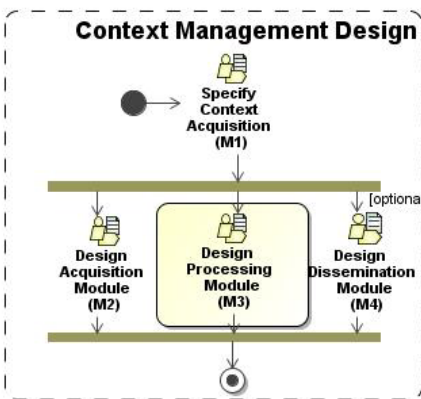 Context Management Design
Specify
Context
Acquisition
(M1)
[optiona
Design
Acquisition
Module
(M2)
Design
Processing
Module
(M3)
Design
Dissemination
Module
(M4)